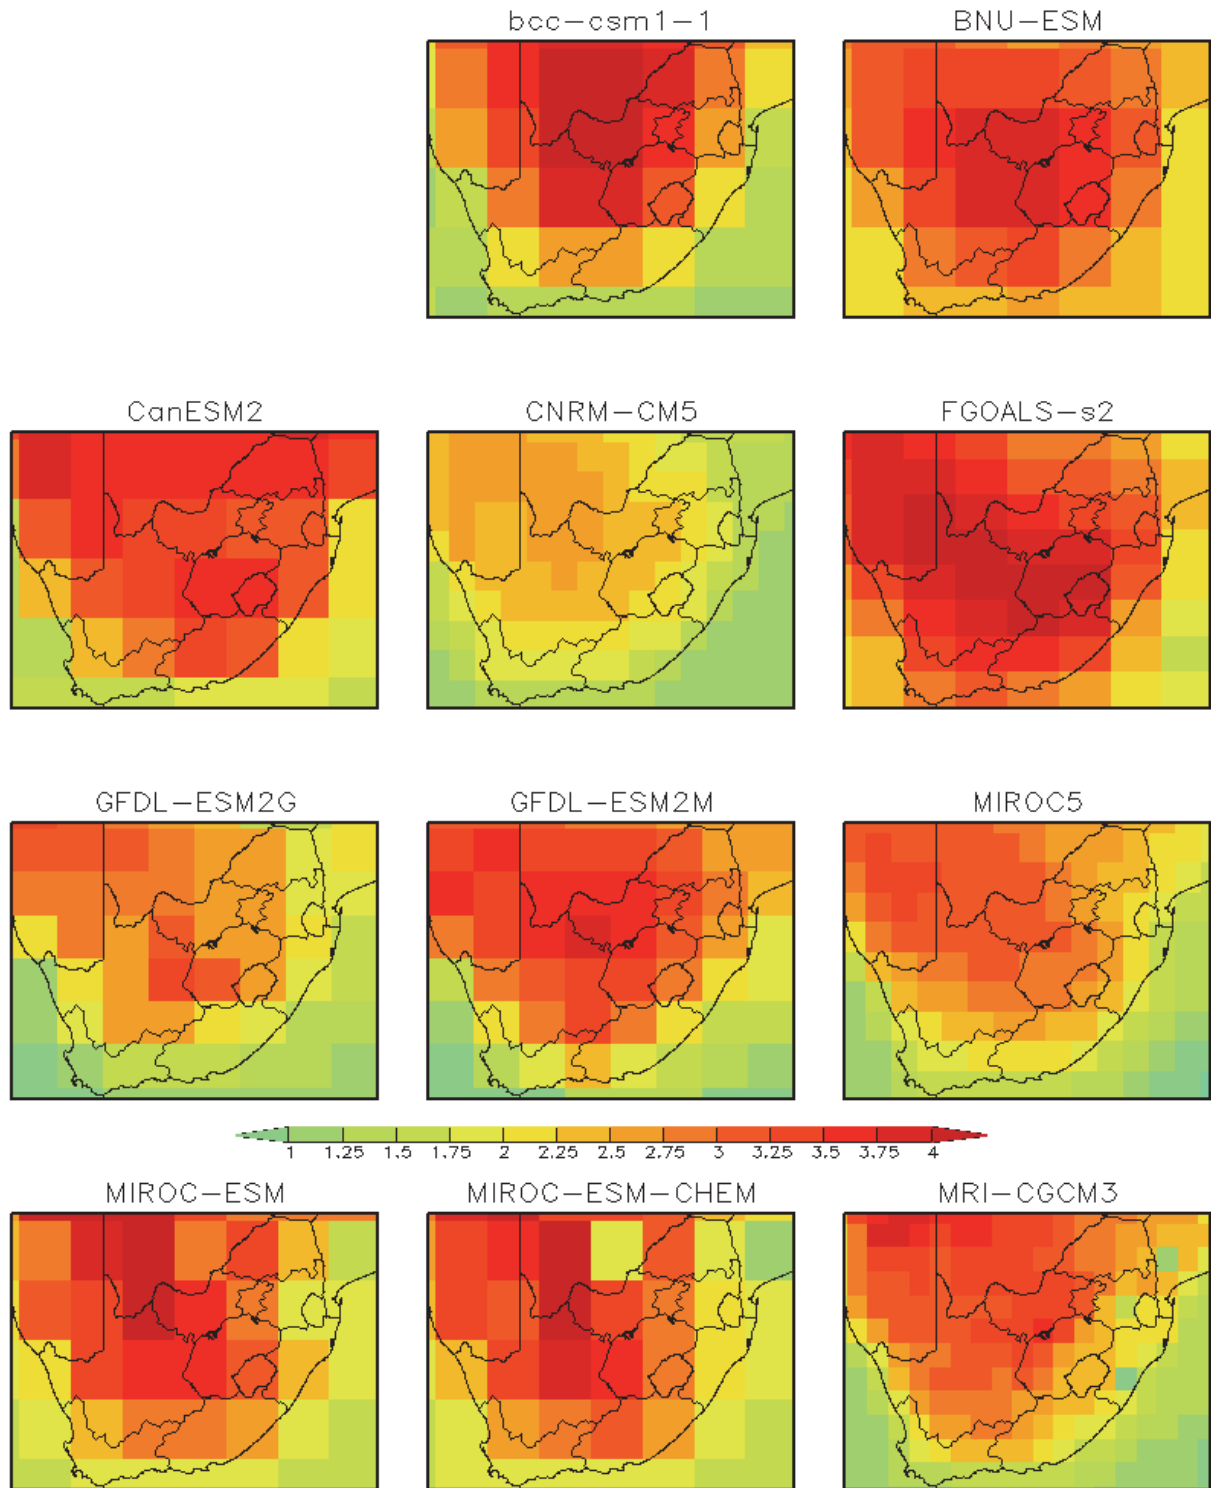 bcc-csm1-1
BNU-ESM
CanESM2
CNRM-CM5
FGOALS-s2
GFDL-ESM2G
GFDL-ESM2M
MIROC5
1 1.25 1.5 1.75 2 2.25 2.5 2.75 3 3.25 3.5 3.75 4
MIROC-ESM
MIROC-ESM-CHEM
MRI-CGCM3